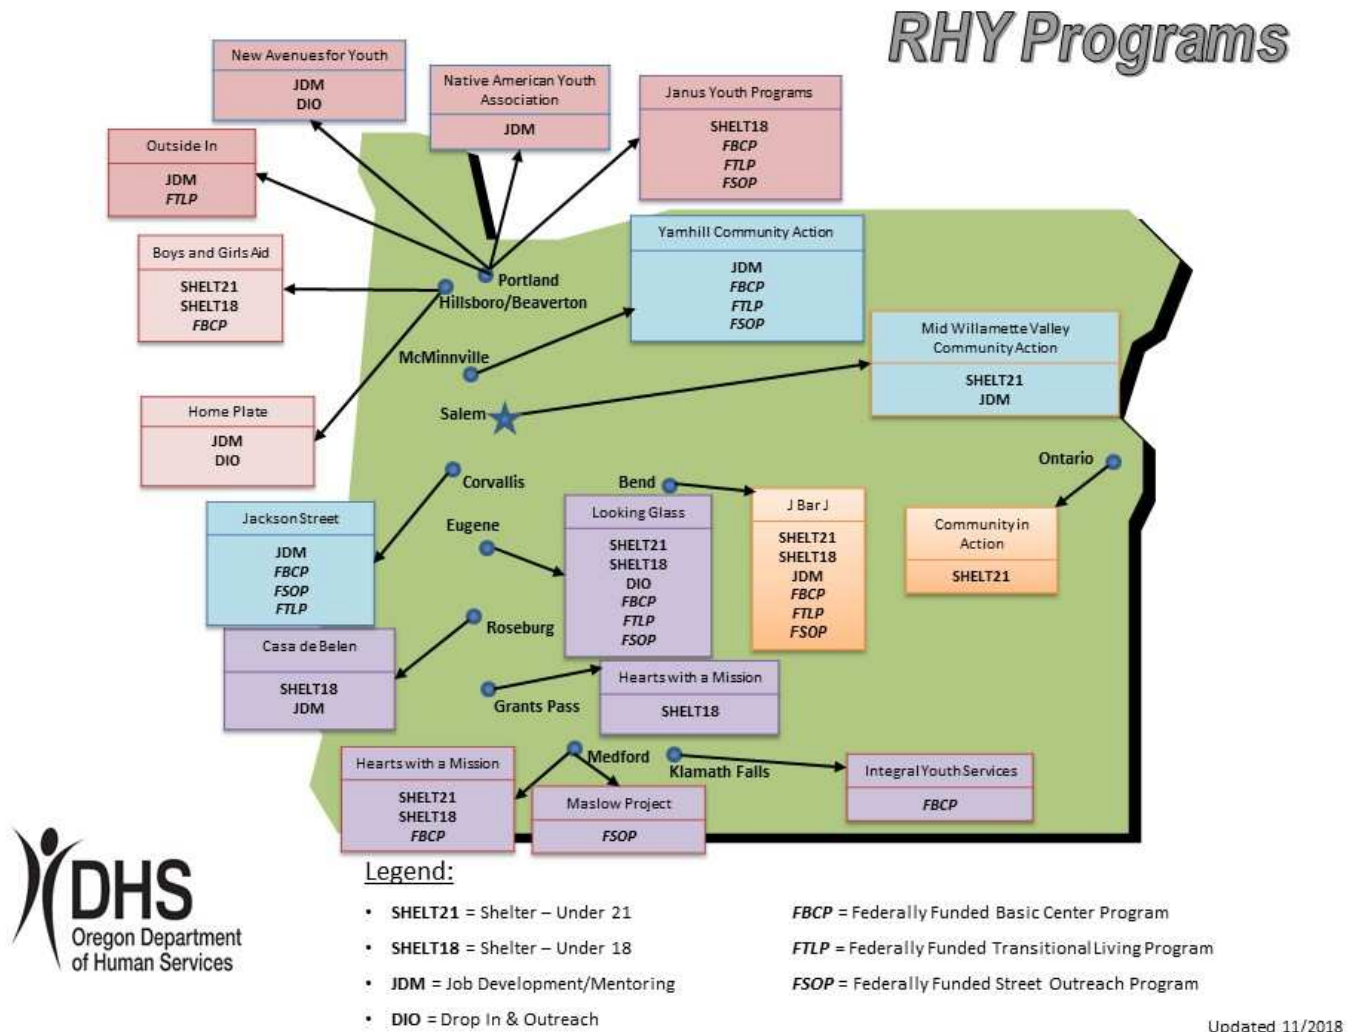 RHY Programs
New Avenues for Youth
JDM
DIO
Native American Youth
Association
JDM
Janus Youth Programs
SHELT18
FBCP
FTLP
FSOP
Outside In
JDM
FTLP
Boys and Girls Aid
SHELT21
SHELT18
FBCP
Portland
Hillsboro/Beaverton
Yamhill Community Action
JDM
FBCP
FTLP
FSOP
Mid Willamette Valley
Community Action
SHELT21
JDM
McMinnville
Salem
Home Plate
JDM
DIO
Corvallis
Bend
Ontario
Jackson Street
JDM
FBCP
FSOP
FTLP
Eugene
Looking Glass
SHELT21
SHELT18
DIO
FBCP
FTLP
FSOP
J Bar J
SHELT21
SHELT18
JDM
FBCP
FTLP
FSOP
Community in
Action
SHELT21
Roseburg
Casa de Belen
SHELT18
JDM
Grants Pass
Hearts with a Mission
SHELT18
Medford
Klamath Falls
Hearts with a Mission
SHELT21
SHELT18
FBCP
Maslow Project
FSOP
Integral Youth Services
FBCP
DHS
Oregon Department
of Human Services
Legend:
• SHELT21 = Shelter – Under 21
• SHELT18 = Shelter – Under 18
• JDM = Job Development/Mentoring
• DIO = Drop In & Outreach
FBCP = Federally Funded Basic Center Program
FTLP = Federally Funded Transitional Living Program
FSOP = Federally Funded Street Outreach Program
Updated 11/2018